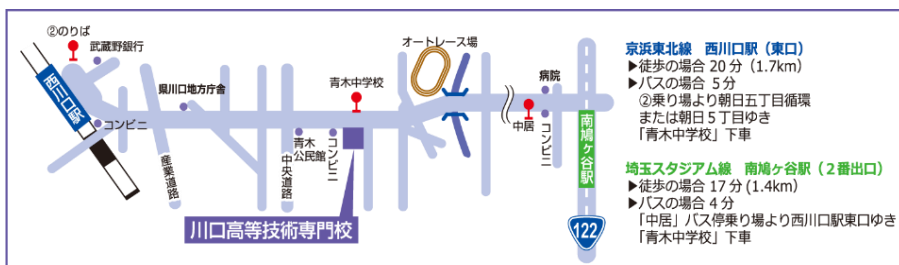 ②のりば
武蔵野銀行
西川口駅
コンビニ
県川口地方庁舎
産業道路
中央道路
青木
公民館
コンビニ
青木中学校
オートレース場
川口高等技術専門校
病院
中居
コンビニ
南鳩ヶ谷駅
122
京浜東北線 西川口駅（東口）
▶徒歩の場合 20分（1.7km）
▶バスの場合 5分
②乗り場より朝日五丁目循環
または朝日5丁目ゆき
「青木中学校」下車
埼玉スタジアム線 南鳩ヶ谷駅（2番出口）
▶徒歩の場合 17分（1.4km）
▶バスの場合 4分
「中居」バス停乗り場より西川口駅東口ゆき
「青木中学校」下車